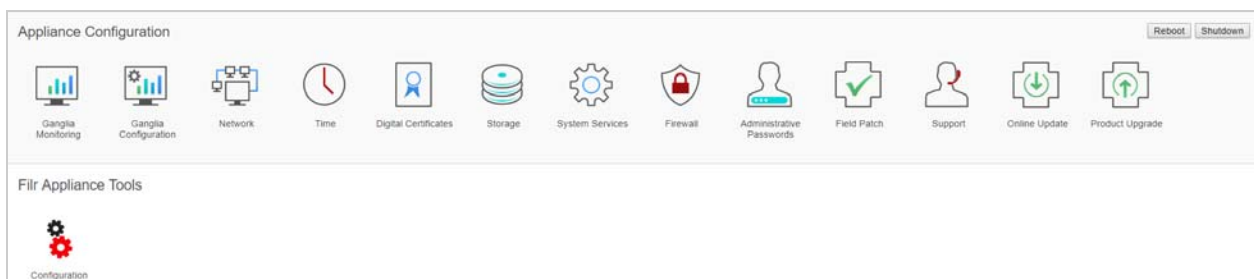 Appliance Configuration
Reboot Shutdown
Ganglia Monitoring
Ganglia Configuration
Network
Time
Digital Certificates
Storage
System Services
Firewall
Administrative Passwords
Field Patch
Support
Online Update
Product Upgrade
Filr Appliance Tools
Configuration